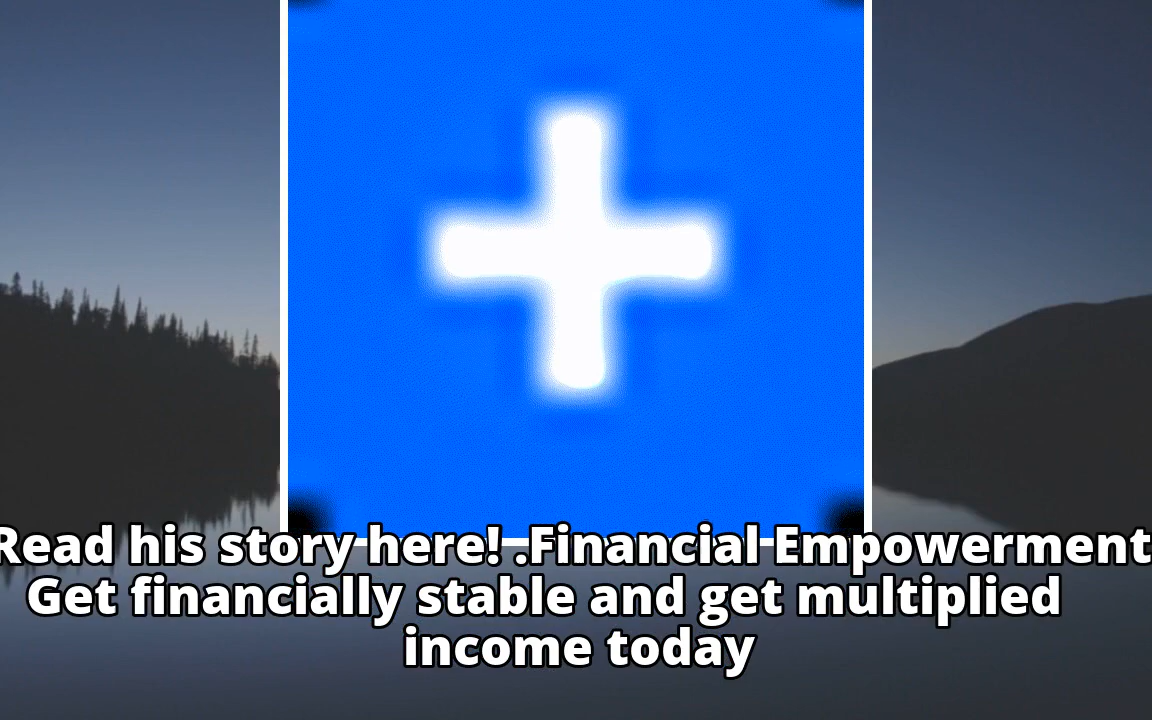 Read his story here! .Financial Empowerment
Get financially stable and get multiplied
income today